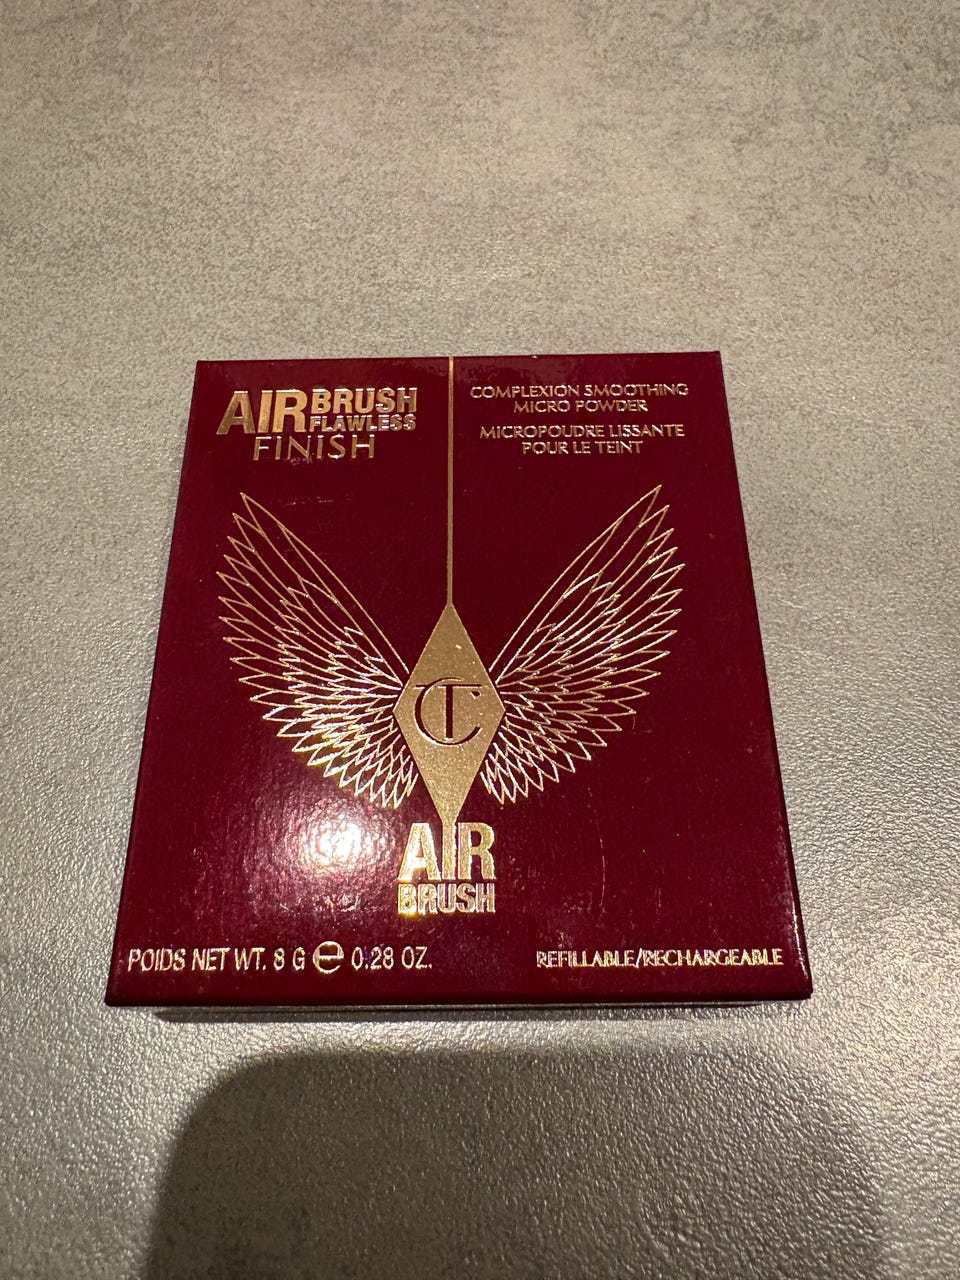 AIRBRUSH
FLAWLESS
FINISH
COMPLEXION SMOOTHING
MICRO POWDER
MICROPOUDRE LISSANTE
POUR LE TEINT
CT
AIR
BRUSH
POIDS NET WT. 8 G ℮ 0.28 OZ.
REFILLABLE/RECHARGEABLE